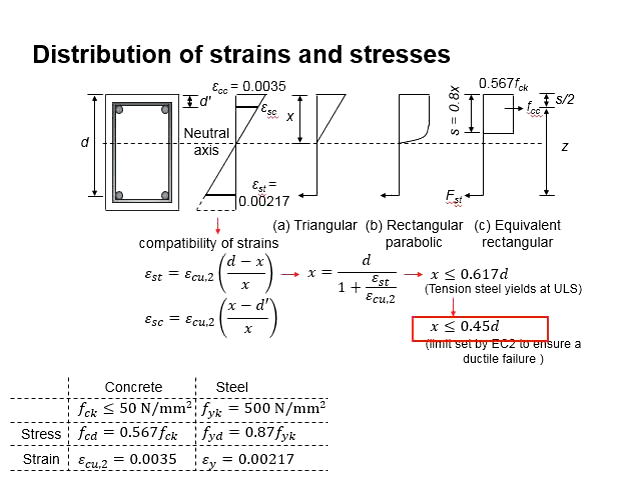 Distribution of strains and stresses
εcc = 0.0035
0.567fck
d'
εsc
x
s = 0.8x
fcc
s/2
d
Neutral
axis
z
εst =
0.00217
Fst
(a) Triangular (b) Rectangular (c) Equivalent
parabolic rectangular
compatibility of strains
εst = εcu,2 ((d − x)/x)
x = d/(1 + εst/εcu,2)
x ≤ 0.617d
(Tension steel yields at ULS)
εsc = εcu,2 ((x − d')/x)
x ≤ 0.45d
(limit set by EC2 to ensure a
ductile failure )
Concrete Steel
fck ≤ 50 N/mm² fyk = 500 N/mm²
Stress fcd = 0.567fck fyd = 0.87fyk
Strain εcu,2 = 0.0035 εy = 0.00217